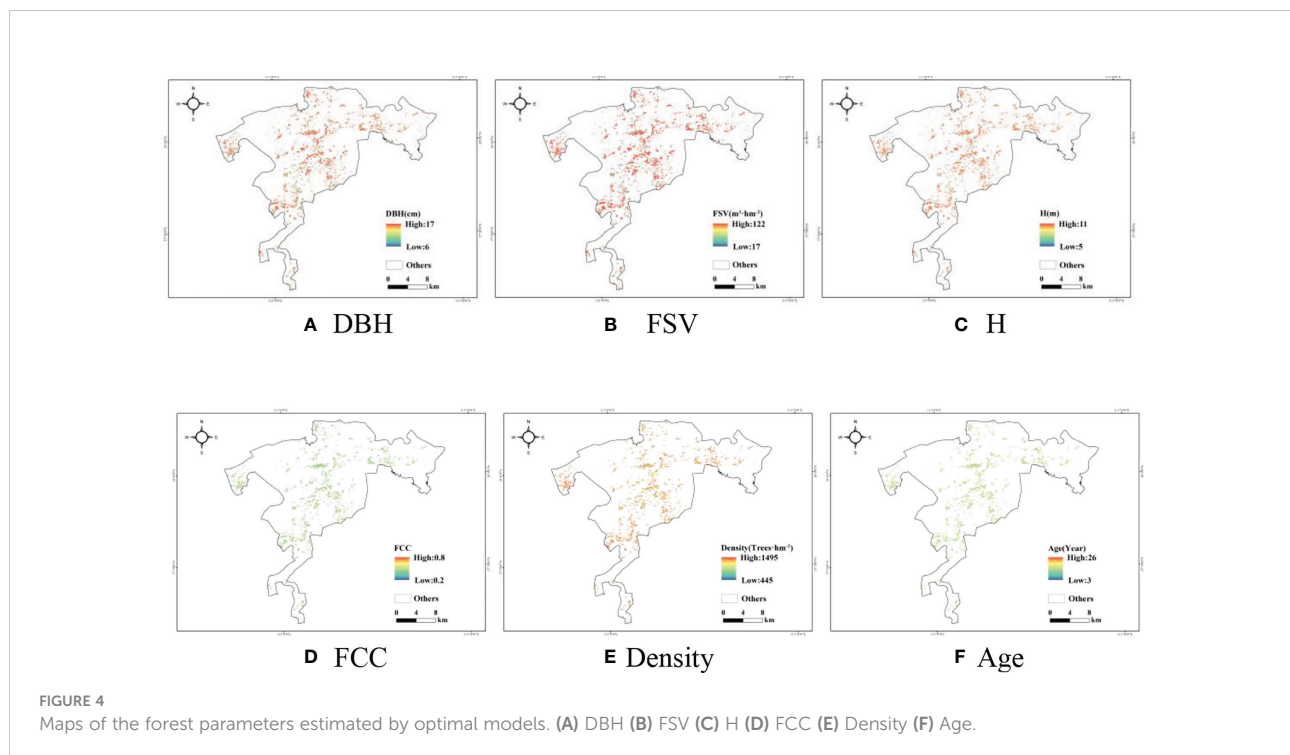 N
W E
S
DBH(cm)
High:17
Low:6
Others
0 4 8
km
A DBH
N
W E
S
FSV(m³·hm⁻²)
High:122
Low:17
Others
0 4 8
km
B FSV
N
W E
S
H(m)
High:11
Low:5
Others
0 4 8
km
C H
N
W E
S
FCC
High:0.8
Low:0.2
Others
0 4 8
km
D FCC
N
W E
S
Density(Trees·hm⁻²)
High:1495
Low:445
Others
0 4 8
km
E Density
N
W E
S
Age(Year)
High:26
Low:3
Others
0 4 8
km
F Age
FIGURE 4
Maps of the forest parameters estimated by optimal models. (A) DBH (B) FSV (C) H (D) FCC (E) Density (F) Age.